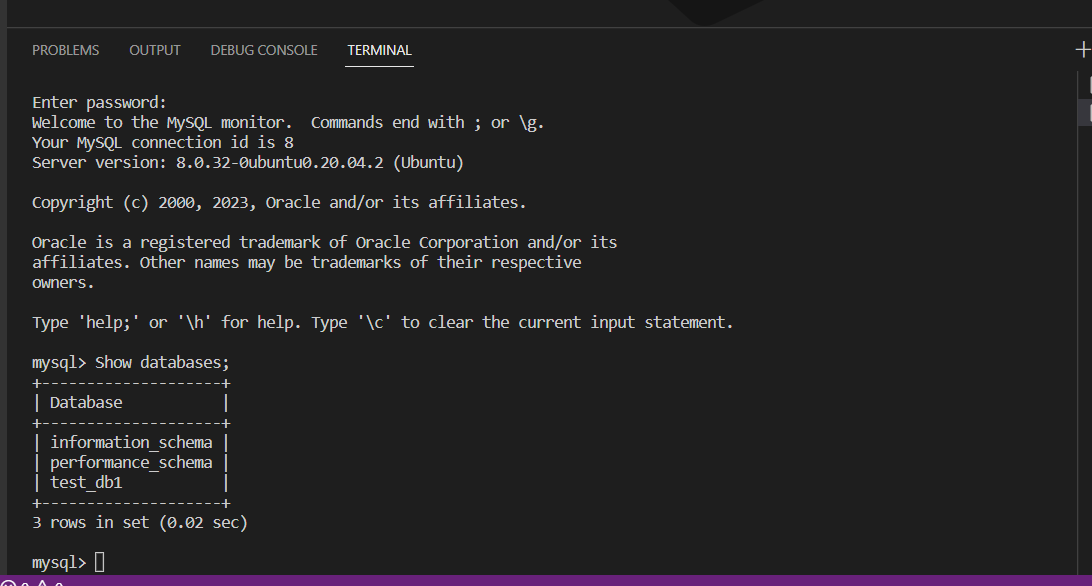 PROBLEMS OUTPUT DEBUG CONSOLE TERMINAL
Enter password:
Welcome to the MySQL monitor.  Commands end with ; or \g.
Your MySQL connection id is 8
Server version: 8.0.32-0ubuntu0.20.04.2 (Ubuntu)
Copyright (c) 2000, 2023, Oracle and/or its affiliates.
Oracle is a registered trademark of Oracle Corporation and/or its
affiliates. Other names may be trademarks of their respective
owners.
Type 'help;' or '\h' for help. Type '\c' to clear the current input statement.
mysql> Show databases;
+--------------------+
| Database           |
+--------------------+
| information_schema |
| performance_schema |
| test_db1           |
+--------------------+
3 rows in set (0.02 sec)
mysql>